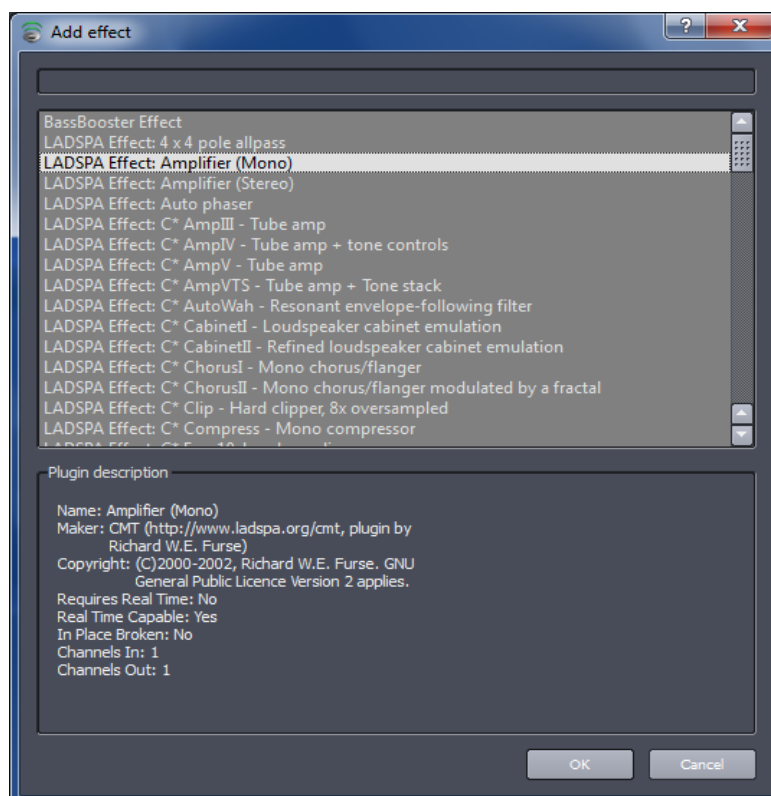 Add effect
BassBooster Effect
LADSPA Effect: 4 x 4 pole allpass
LADSPA Effect: Amplifier (Mono)
LADSPA Effect: Amplifier (Stereo)
LADSPA Effect: Auto phaser
LADSPA Effect: C* AmpIII - Tube amp
LADSPA Effect: C* AmpIV - Tube amp + tone controls
LADSPA Effect: C* AmpV - Tube amp
LADSPA Effect: C* AmpVTS - Tube amp + Tone stack
LADSPA Effect: C* AutoWah - Resonant envelope-following filter
LADSPA Effect: C* CabinetI - Loudspeaker cabinet emulation
LADSPA Effect: C* CabinetII - Refined loudspeaker cabinet emulation
LADSPA Effect: C* ChorusI - Mono chorus/flanger
LADSPA Effect: C* ChorusII - Mono chorus/flanger modulated by a fractal
LADSPA Effect: C* Clip - Hard clipper, 8x oversampled
LADSPA Effect: C* Compress - Mono compressor
Plugin description
Name: Amplifier (Mono)
Maker: CMT (http://www.ladspa.org/cmt, plugin by
Richard W.E. Furse)
Copyright: (C)2000-2002, Richard W.E. Furse. GNU
General Public Licence Version 2 applies.
Requires Real Time: No
Real Time Capable: Yes
In Place Broken: No
Channels In: 1
Channels Out: 1
OK
Cancel